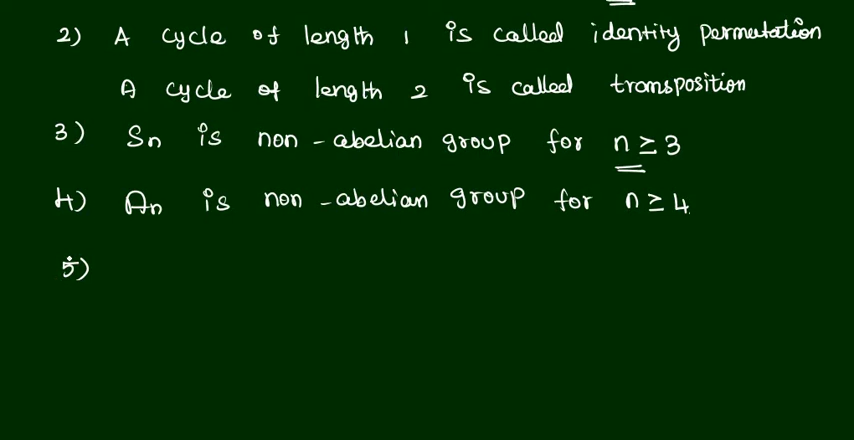 2) A cycle of length 1 is called identity permutation
A cycle of length 2 is called transposition
3) Sn is non-abelian group for n ≥ 3
4) An is non-abelian group for n ≥ 4
5)